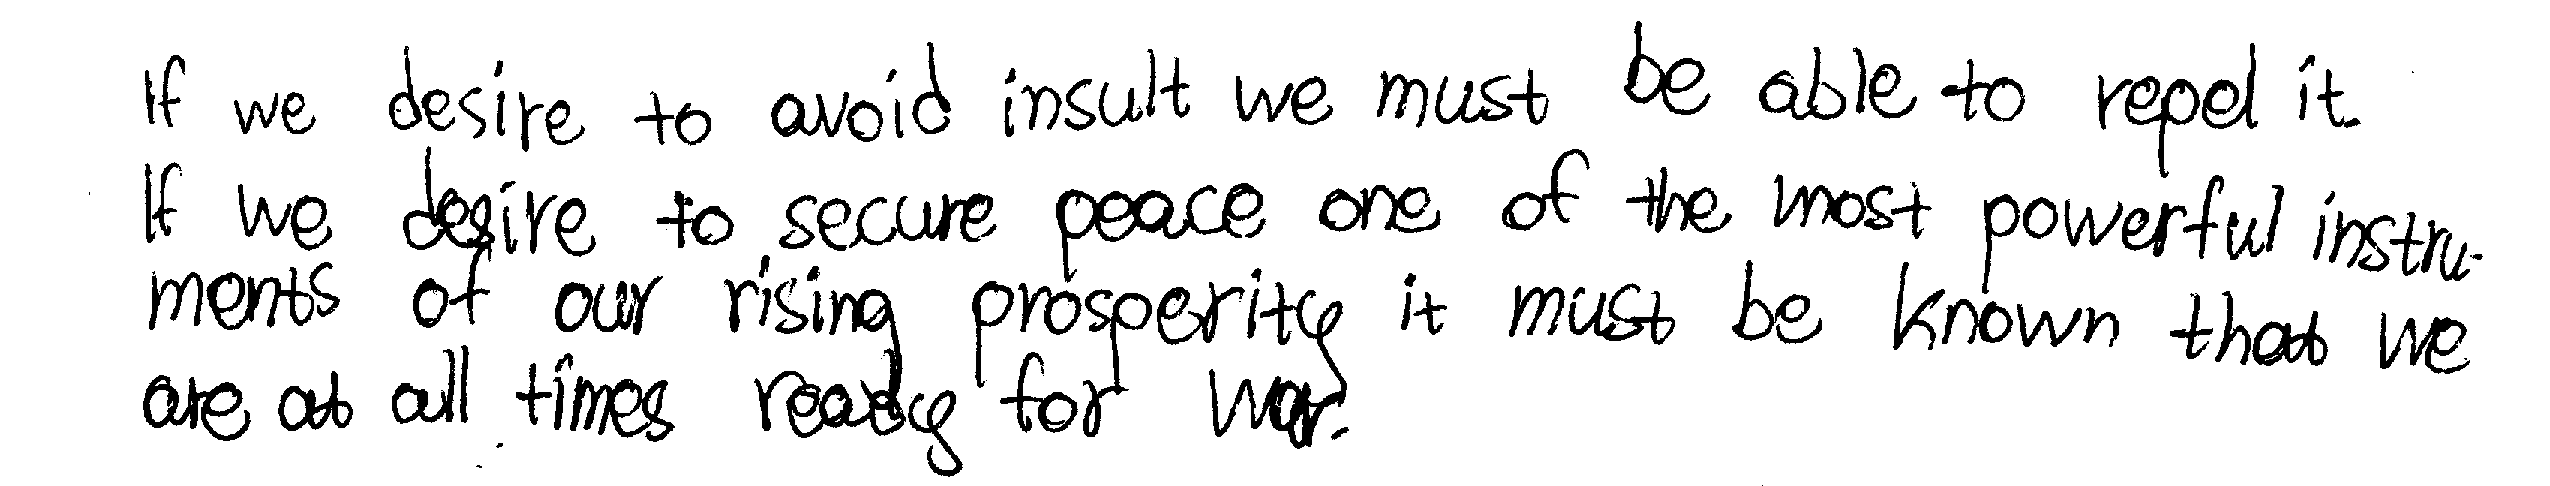 If we desire to avoid insult we must be able to repel it.
If we desire to secure peace one of the most powerful instru-
ments of our rising prosperity it must be known that we
are at all times ready for war.